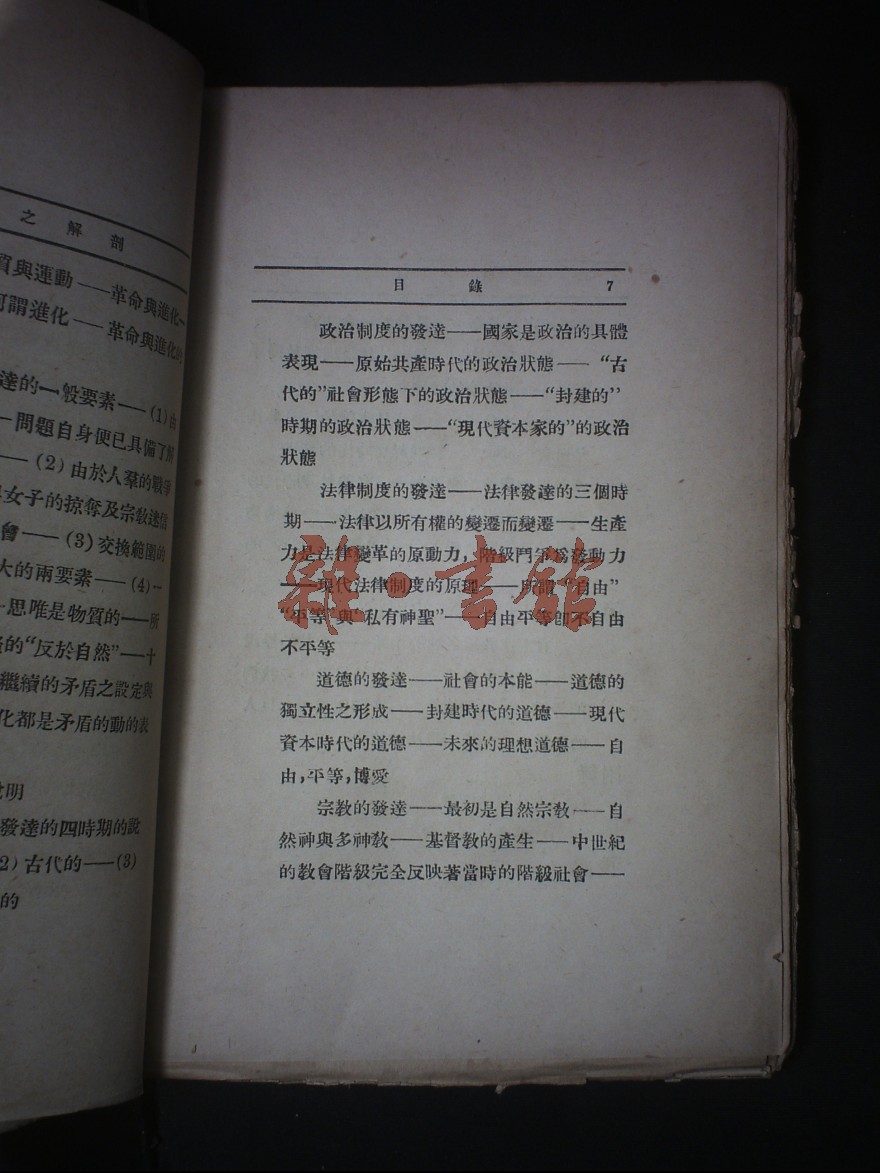 之解剖
質與運動——革命與進化—
可謂進化——革命與進化的
達的一般要素——(1)由
—問題自身便已具備了解
——(2)由於人羣的戰爭
女子的掠奪及宗教迷信
會——(3)交換範圍的
大的兩要素——(4)一
思唯是物質的——所
的“反於自然”—十
繼續的矛盾之設定與
化都是矛盾的動的表
說明
發達的四時期的說
2)古代的——(3)
的
目錄 7
政治制度的發達——國家是政治的具體
表現——原始共產時代的政治狀態——“古
代的”社會形態下的政治狀態——“封建的”
時期的政治狀態——“現代資本家的”的政治
狀態
法律制度的發達——法律發達的三個時
期——法律以所有權的變遷而變遷——生產
力是法律變革的原動力，階級鬥爭爲發動力
——現代法律制度的原理——所謂“自由”
“平等”與“私有神聖”——自由平等卽不自由
不平等
道德的發達——社會的本能——道德的
獨立性之形成——封建時代的道德——現代
資本時代的道德——未來的理想道德——自
由，平等，博愛
宗教的發達——最初是自然宗教——自
然神與多神教——基督教的產生——中世紀
的教會階級完全反映著當時的階級社會——
雜·書館